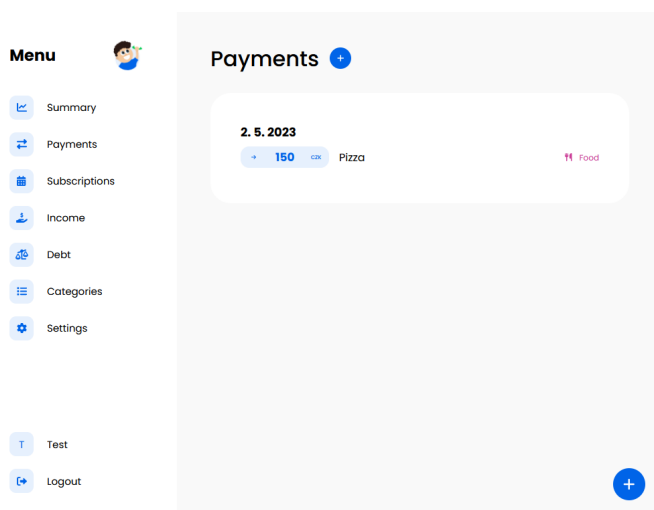 Menu
Summary
Payments
Subscriptions
Income
Debt
Categories
Settings
T Test
Logout
Payments +
2. 5. 2023
→ 150 CZK Pizza
Food
+